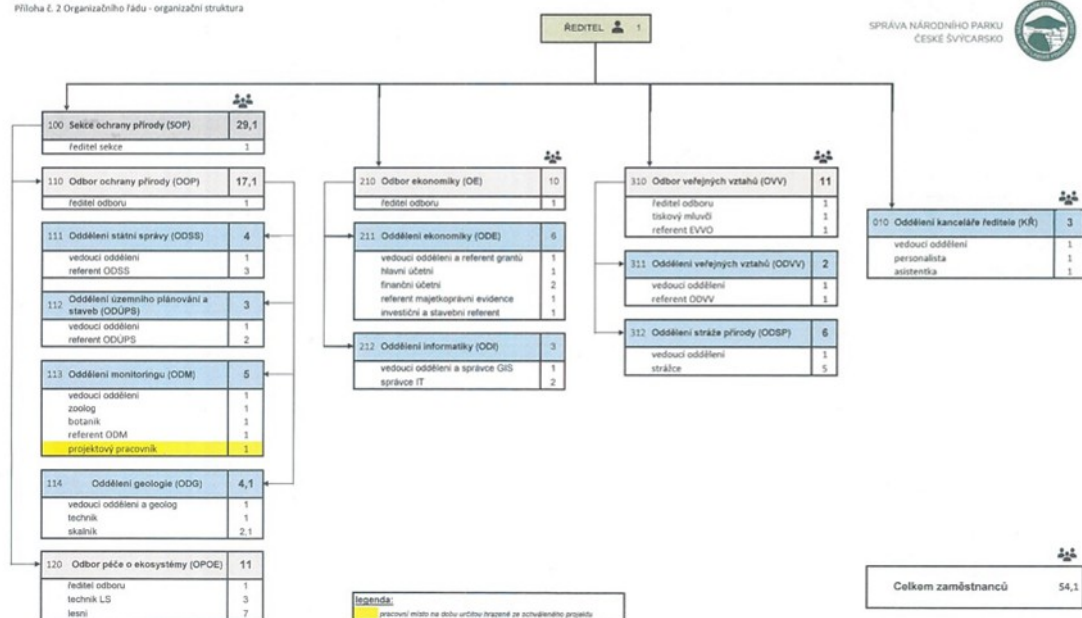 Příloha č. 2 Organizačního řádu - organizační struktura
ŘEDITEL 1
SPRÁVA NÁRODNÍHO PARKU
ČESKÉ ŠVÝCARSKO
100 Sekce ochrany přírody (SOP) 29,1
ředitel sekce 1
110 Odbor ochrany přírody (ODP) 17,1
ředitel odboru 1
111 Oddělení státní správy (ODSS) 4
vedoucí oddělení 1
referent ODSS 3
112 Oddělení územního plánování a
staveb (ODÚPS) 3
vedoucí oddělení 1
referent ODÚPS 2
113 Oddělení monitoringu (ODM) 5
vedoucí oddělení 1
zoolog 1
botanik 1
referent ODM 1
projektový pracovník 1
114 Oddělení geologie (ODG) 4,1
vedoucí oddělení a geolog 1
technik 1
skalník 2,1
120 Odbor péče o ekosystémy (OPOE) 11
ředitel odboru 1
technik LS 3
lesní 7
210 Odbor ekonomiky (OE) 10
ředitel odboru 1
211 Oddělení ekonomiky (ODE) 6
vedoucí oddělení a referent grantů 1
hlavní účetní 1
finanční účetní 2
referent majetkoprávní evidence 1
investiční a stavební referent 1
212 Oddělení informatiky (ODI) 3
vedoucí oddělení a správce GIS 1
správce IT 2
310 Odbor veřejných vztahů (OVV) 11
ředitel odboru 1
tiskový mluvčí 1
referent EVVO 1
311 Oddělení veřejných vztahů (ODVV) 2
vedoucí oddělení 1
referent ODVV 1
312 Oddělení stráže přírody (ODSP) 6
vedoucí oddělení 1
strážce 5
010 Oddělení kanceláře ředitele (KŘ) 3
vedoucí oddělení 1
personalista 1
asistentka 1
legenda:
pracovní místo na dobu určitou hrazené ze schváleného projektu
Celkem zaměstnanců 54,1